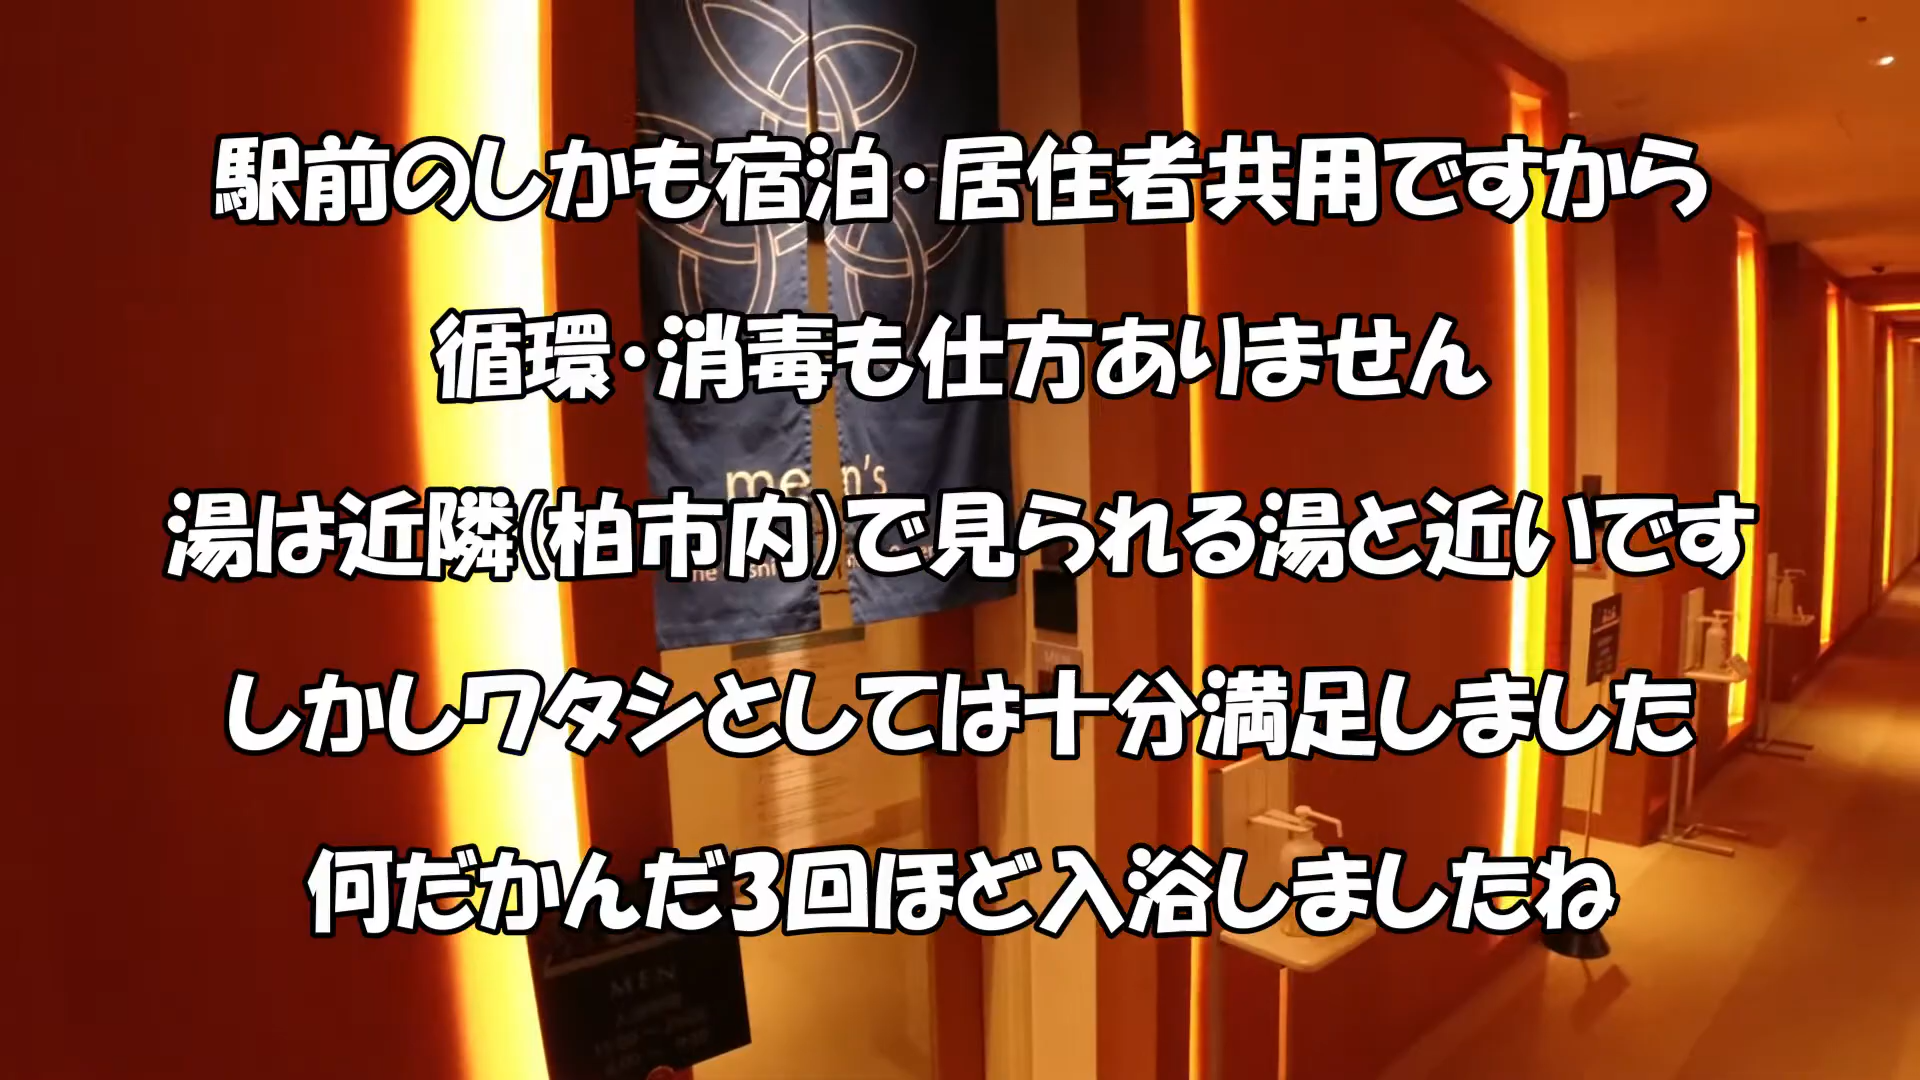 駅前のしかも宿泊・居住者共用ですから
循環・消毒も仕方ありません
湯は近隣(柏市内)で見られる湯と近いです
しかしワタシとしては十分満足しました
何だかんだ3回ほど入浴しましたね
men's
MEN